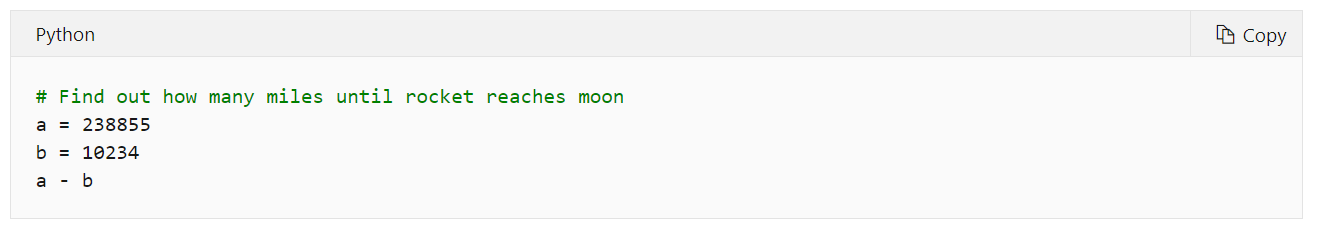 Python
Copy
# Find out how many miles until rocket reaches moon
a = 238855
b = 10234
a - b